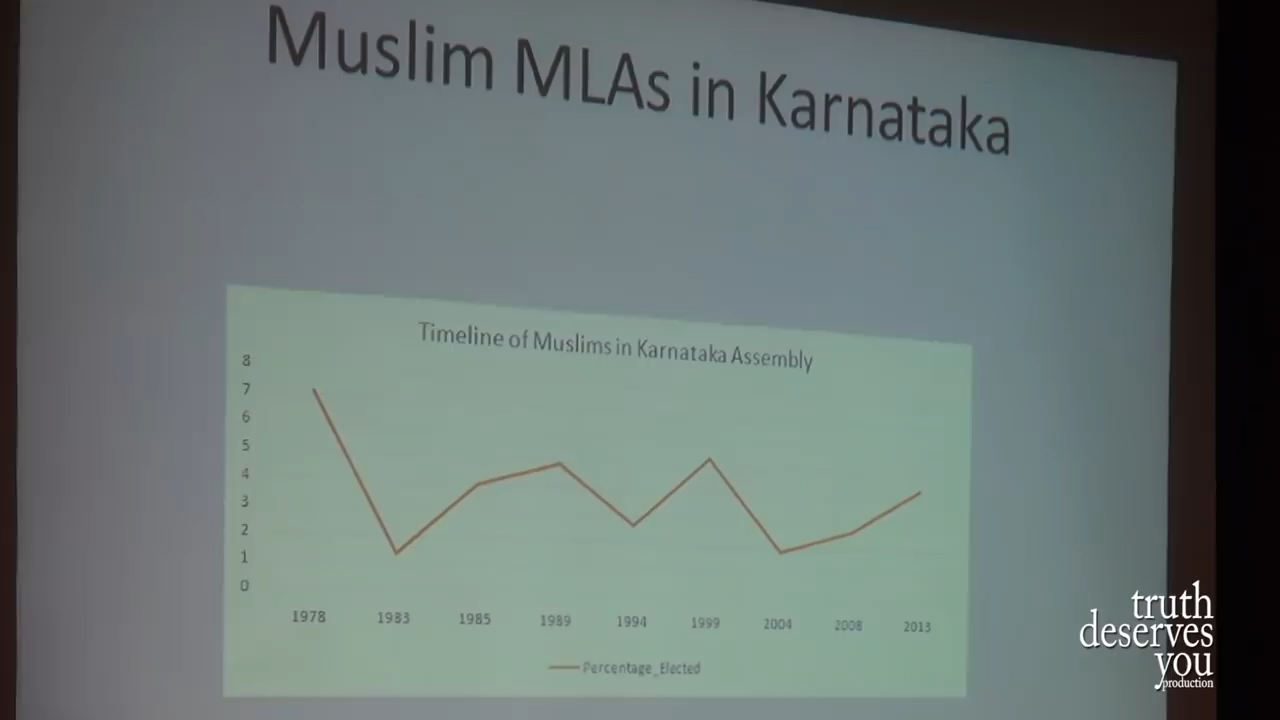 Muslim MLAs in Karnataka
Timeline of Muslims in Karnataka Assembly
8
7
6
5
4
3
2
1
0
1978 1983 1985 1989 1994 1999 2004 2008 2013
Percentage_Elected
truth
deserves
you
production